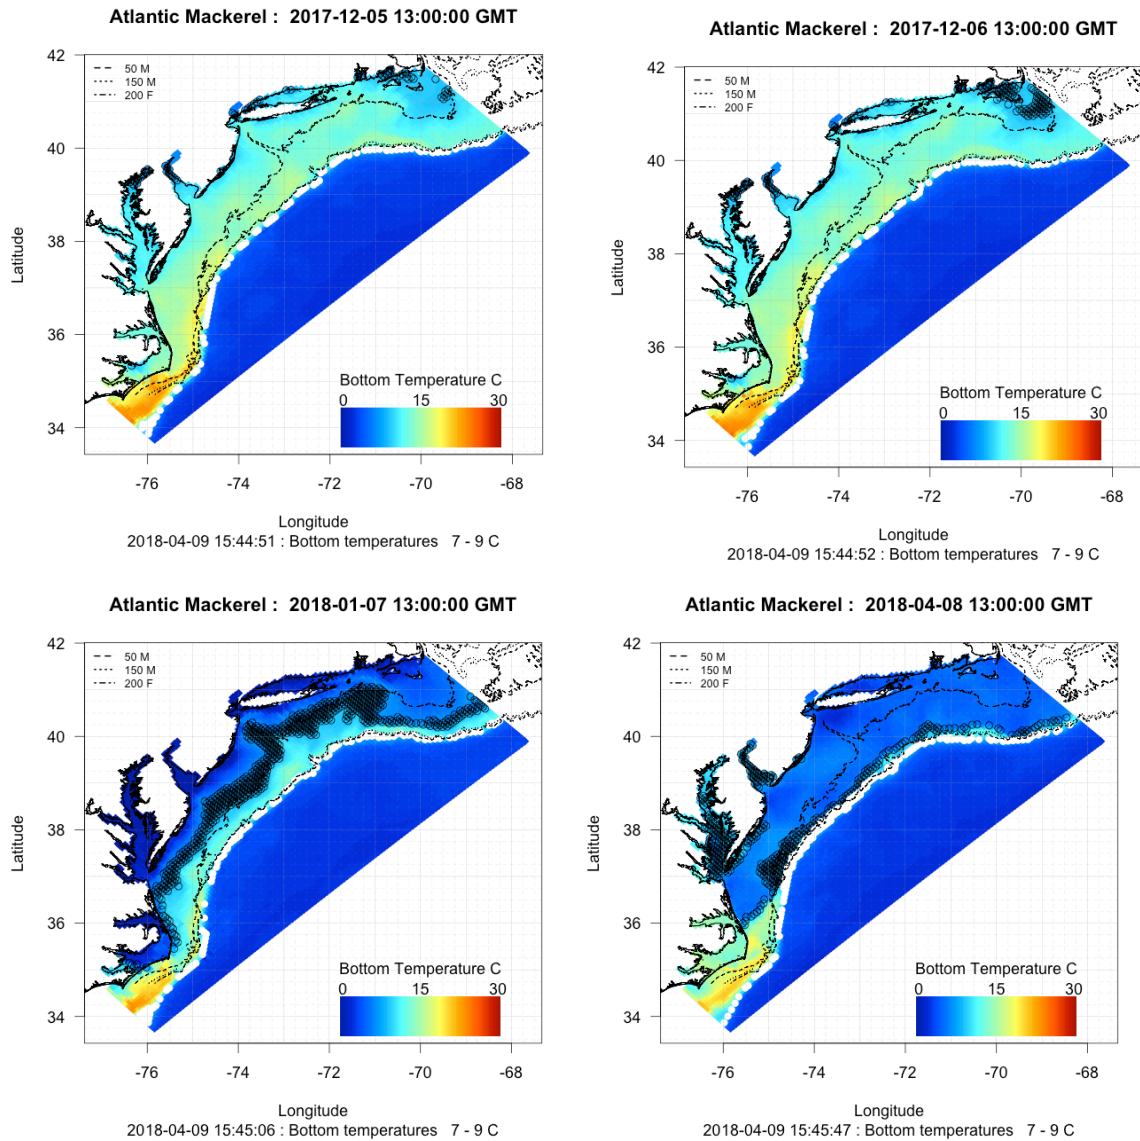 Atlantic Mackerel :  2017-12-05 13:00:00 GMT
50 M
150 M
200 F
42
40
38
36
34
Latitude
Bottom Temperature C
0 15 30
-76 -74 -72 -70 -68
Longitude
2018-04-09 15:44:51 : Bottom temperatures   7 - 9 C
Atlantic Mackerel :  2017-12-06 13:00:00 GMT
50 M
150 M
200 F
42
40
38
36
34
Latitude
Bottom Temperature C
0 15 30
-76 -74 -72 -70 -68
Longitude
2018-04-09 15:44:52 : Bottom temperatures   7 - 9 C
Atlantic Mackerel :  2018-01-07 13:00:00 GMT
50 M
150 M
200 F
42
40
38
36
34
Latitude
Bottom Temperature C
0 15 30
-76 -74 -72 -70 -68
Longitude
2018-04-09 15:45:06 : Bottom temperatures   7 - 9 C
Atlantic Mackerel :  2018-04-08 13:00:00 GMT
50 M
150 M
200 F
42
40
38
36
34
Latitude
Bottom Temperature C
0 15 30
-76 -74 -72 -70 -68
Longitude
2018-04-09 15:45:47 : Bottom temperatures   7 - 9 C